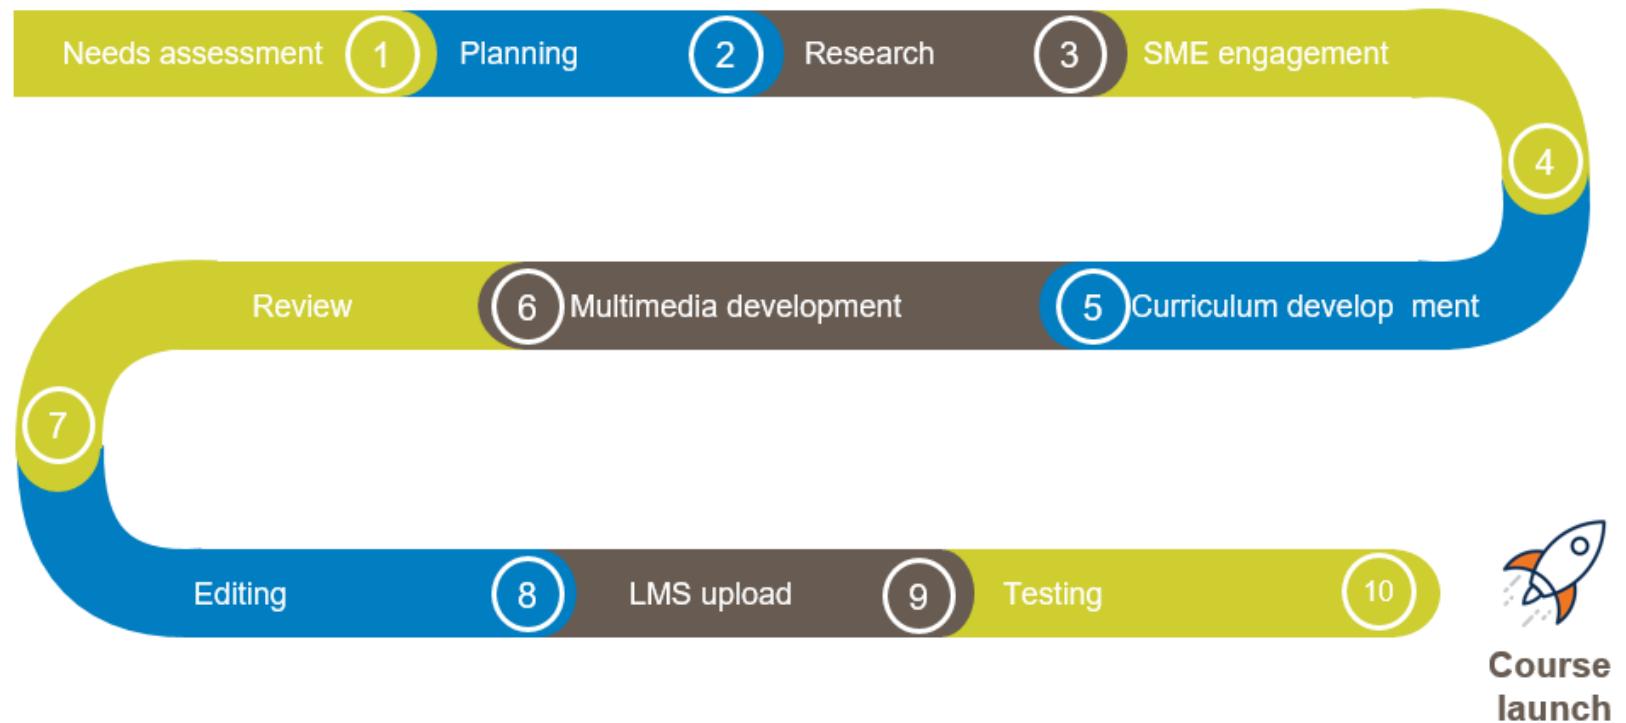 Needs assessment 1 Planning 2 Research 3 SME engagement
4
Review 6 Multimedia development 5 Curriculum develop ment
7
Editing 8 LMS upload 9 Testing 10
Course
launch